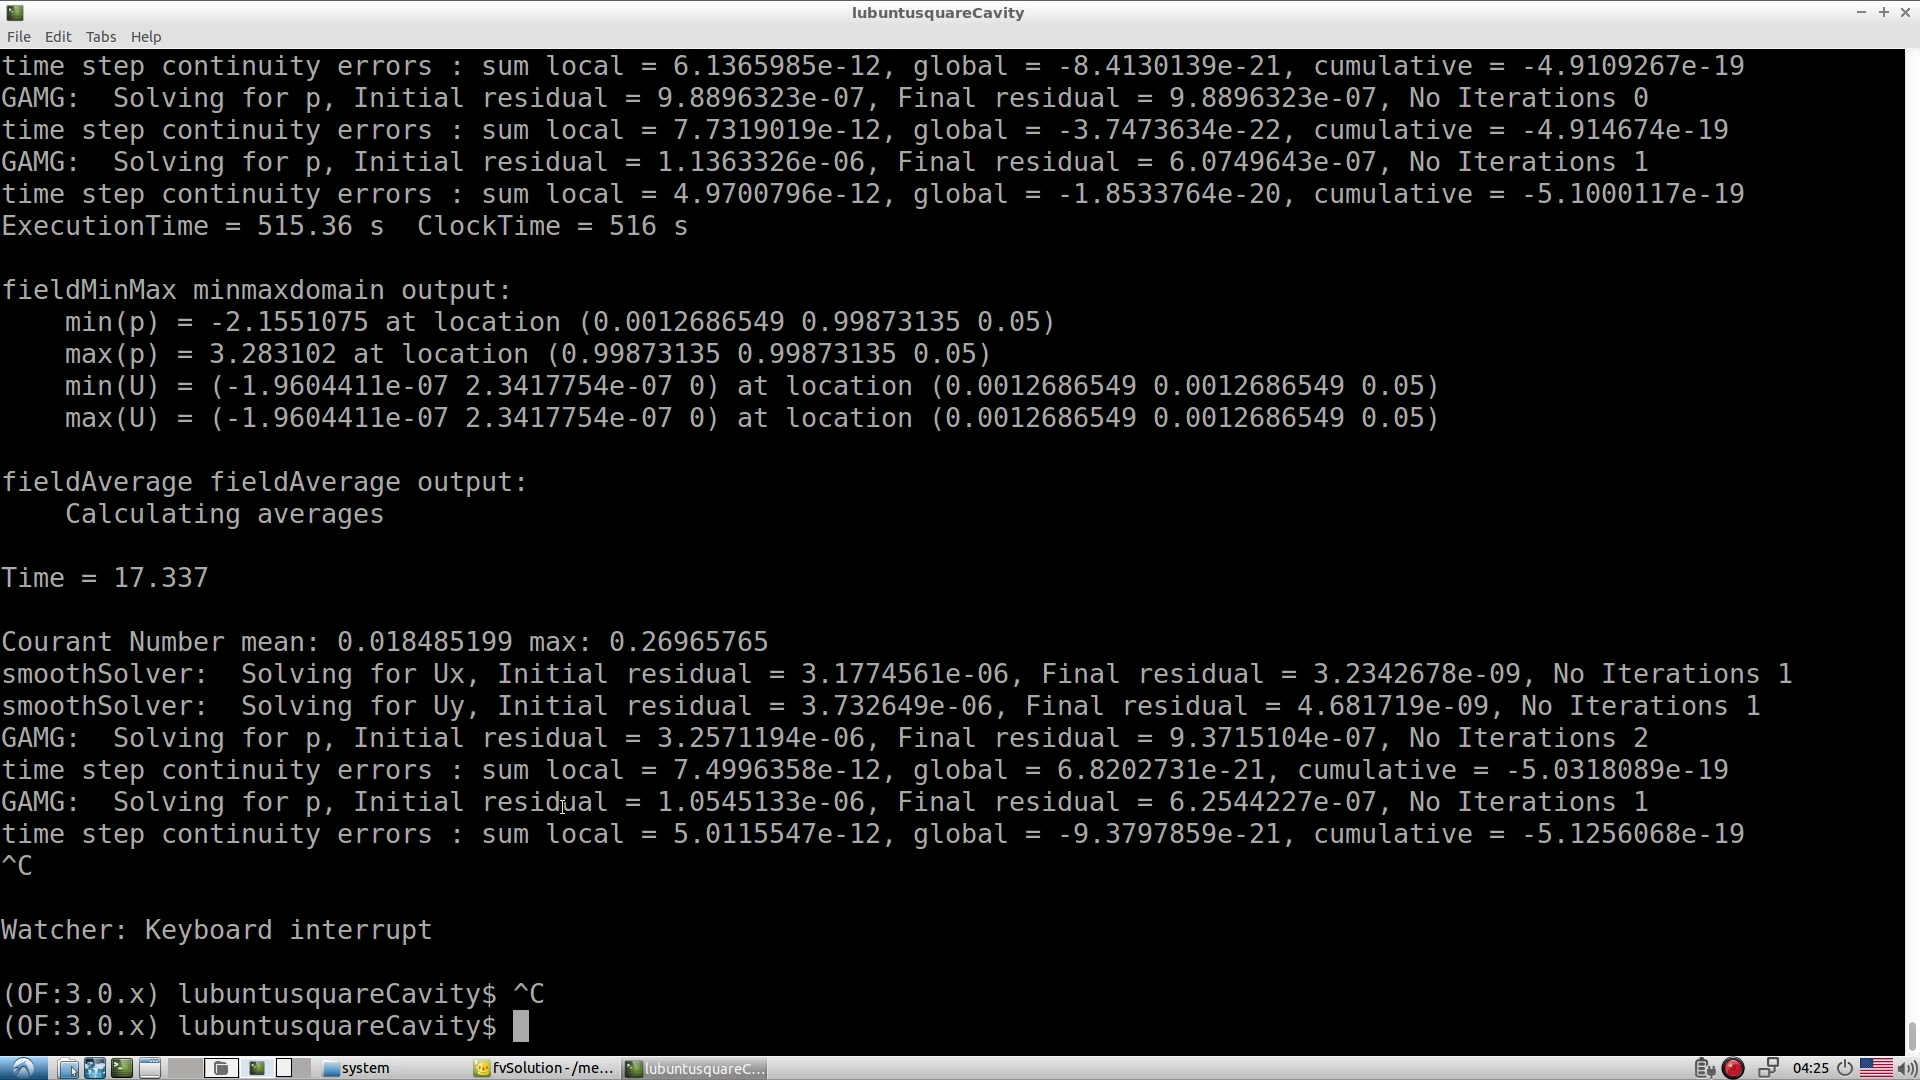 lubuntusquareCavity
File Edit Tabs Help
time step continuity errors : sum local = 6.1365985e-12, global = -8.4130139e-21, cumulative = -4.9109267e-19
GAMG:  Solving for p, Initial residual = 9.8896323e-07, Final residual = 9.8896323e-07, No Iterations 0
time step continuity errors : sum local = 7.7319019e-12, global = -3.7473634e-22, cumulative = -4.914674e-19
GAMG:  Solving for p, Initial residual = 1.1363326e-06, Final residual = 6.0749643e-07, No Iterations 1
time step continuity errors : sum local = 4.9700796e-12, global = -1.8533764e-20, cumulative = -5.1000117e-19
ExecutionTime = 515.36 s  ClockTime = 516 s
fieldMinMax minmaxdomain output:
    min(p) = -2.1551075 at location (0.0012686549 0.99873135 0.05)
    max(p) = 3.283102 at location (0.99873135 0.99873135 0.05)
    min(U) = (-1.9604411e-07 2.3417754e-07 0) at location (0.0012686549 0.0012686549 0.05)
    max(U) = (-1.9604411e-07 2.3417754e-07 0) at location (0.0012686549 0.0012686549 0.05)
fieldAverage fieldAverage output:
    Calculating averages
Time = 17.337
Courant Number mean: 0.018485199 max: 0.26965765
smoothSolver:  Solving for Ux, Initial residual = 3.1774561e-06, Final residual = 3.2342678e-09, No Iterations 1
smoothSolver:  Solving for Uy, Initial residual = 3.732649e-06, Final residual = 4.681719e-09, No Iterations 1
GAMG:  Solving for p, Initial residual = 3.2571194e-06, Final residual = 9.3715104e-07, No Iterations 2
time step continuity errors : sum local = 7.4996358e-12, global = 6.8202731e-21, cumulative = -5.0318089e-19
GAMG:  Solving for p, Initial residual = 1.0545133e-06, Final residual = 6.2544227e-07, No Iterations 1
time step continuity errors : sum local = 5.0115547e-12, global = -9.3797859e-21, cumulative = -5.1256068e-19
^C
Watcher: Keyboard interrupt
(OF:3.0.x) lubuntusquareCavity$ ^C
(OF:3.0.x) lubuntusquareCavity$
system fvSolution - /me... lubuntusquareC... 04:25